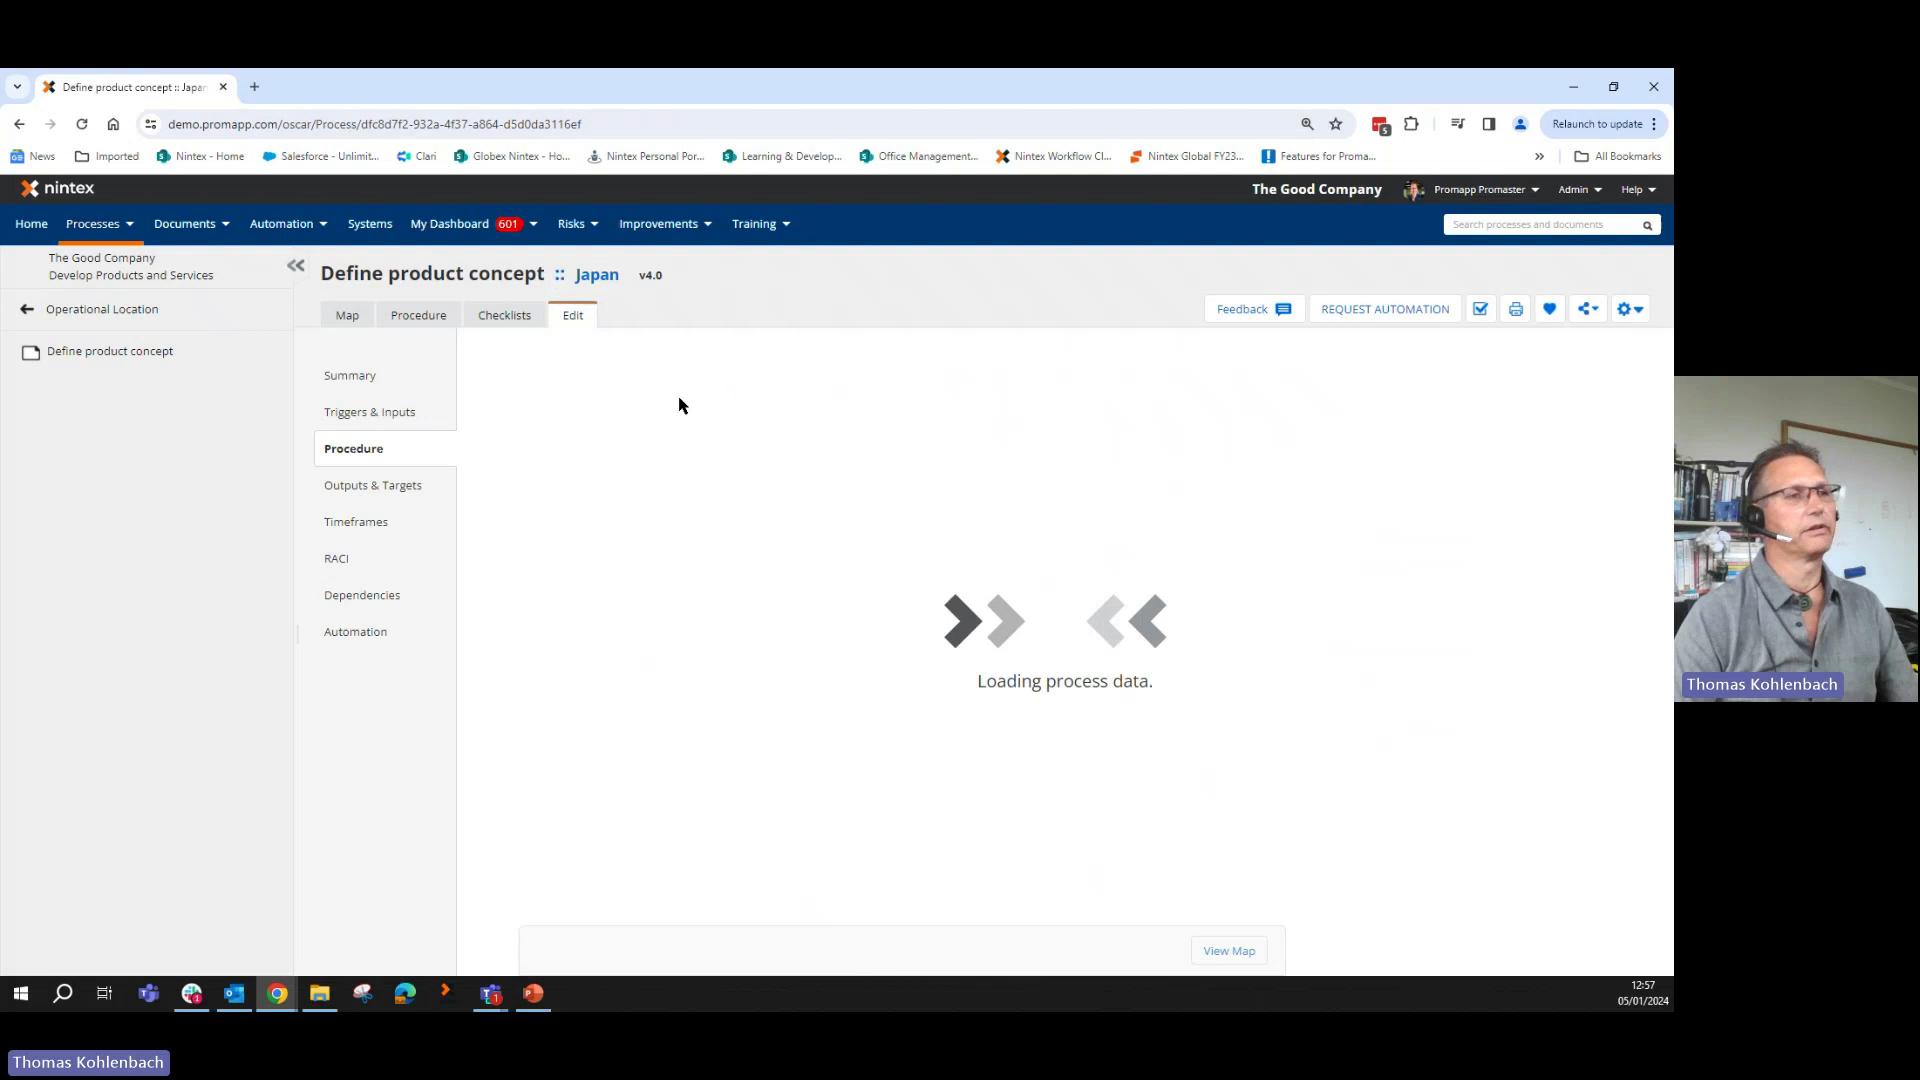 Define product concept :: Japan
demo.promapp.com/oscar/Process/dfc8d7f2-932a-4f37-a864-d5d0da3116ef
5
Relaunch to update
News
Imported
Nintex - Home
Salesforce - Unlimit...
Clari
Globex Nintex - Ho...
Nintex Personal Por...
Learning & Develop...
Office Management...
Nintex Workflow Cl...
Nintex Global FY23...
Features for Proma...
All Bookmarks
nintex
The Good Company
Promapp Promaster
Admin
Help
Home
Processes
Documents
Automation
Systems
My Dashboard 601
Risks
Improvements
Training
Search processes and documents
The Good Company
Develop Products and Services
Operational Location
Define product concept
Define product concept :: Japan v4.0
Map
Procedure
Checklists
Edit
Feedback
REQUEST AUTOMATION
Summary
Triggers & Inputs
Procedure
Outputs & Targets
Timeframes
RACI
Dependencies
Automation
Loading process data.
View Map
12:57
05/01/2024
Thomas Kohlenbach
Thomas Kohlenbach